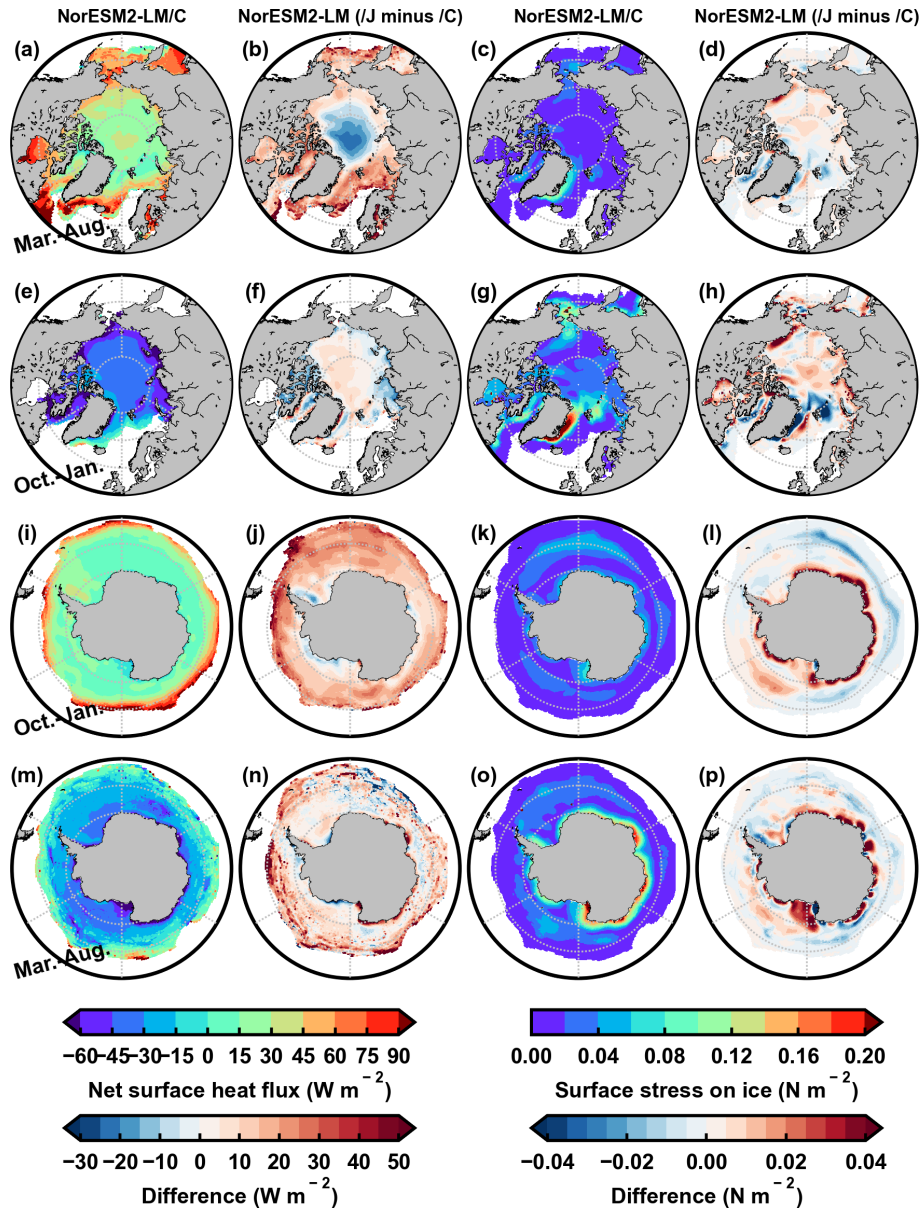 NorESM2-LM/C NorESM2-LM (/J minus /C) NorESM2-LM/C NorESM2-LM (/J minus /C)
(a) (b) (c) (d)
Mar.-Aug.
(e) (f) (g) (h)
Oct.-Jan.
(i) (j) (k) (l)
Oct.-Jan.
(m) (n) (o) (p)
Mar.-Aug.
−60 −45 −30 −15 0 15 30 45 60 75 90
Net surface heat flux (W m⁻²)
0.00 0.04 0.08 0.12 0.16 0.20
Surface stress on ice (N m⁻²)
−30 −20 −10 0 10 20 30 40 50
Difference (W m⁻²)
−0.04 −0.02 0.00 0.02 0.04
Difference (N m⁻²)